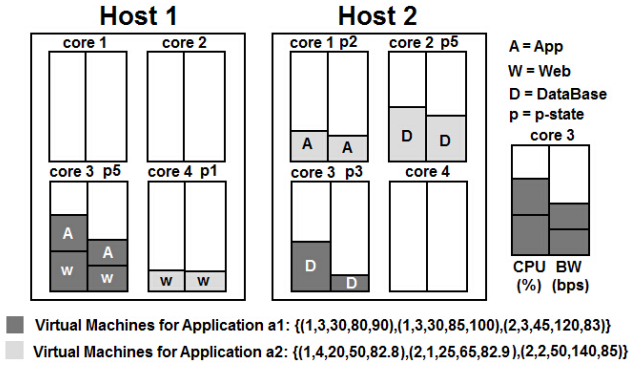 Host 1
Host 2
core 1
core 2
core 1 p2
core 2 p5
A
A
D
D
A = App
W = Web
D = DataBase
p = p-state
core 3
core 3 p5
core 4 p1
core 3 p3
core 4
A
W
A
W
W
W
D
D
CPU
(%)
BW
(bps)
Virtual Machines for Application a1: {(1,3,30,80,90),(1,3,30,85,100),(2,3,45,120,83)}
Virtual Machines for Application a2: {(1,4,20,50,82.8),(2,1,25,65,82.9),(2,2,50,140,85)}